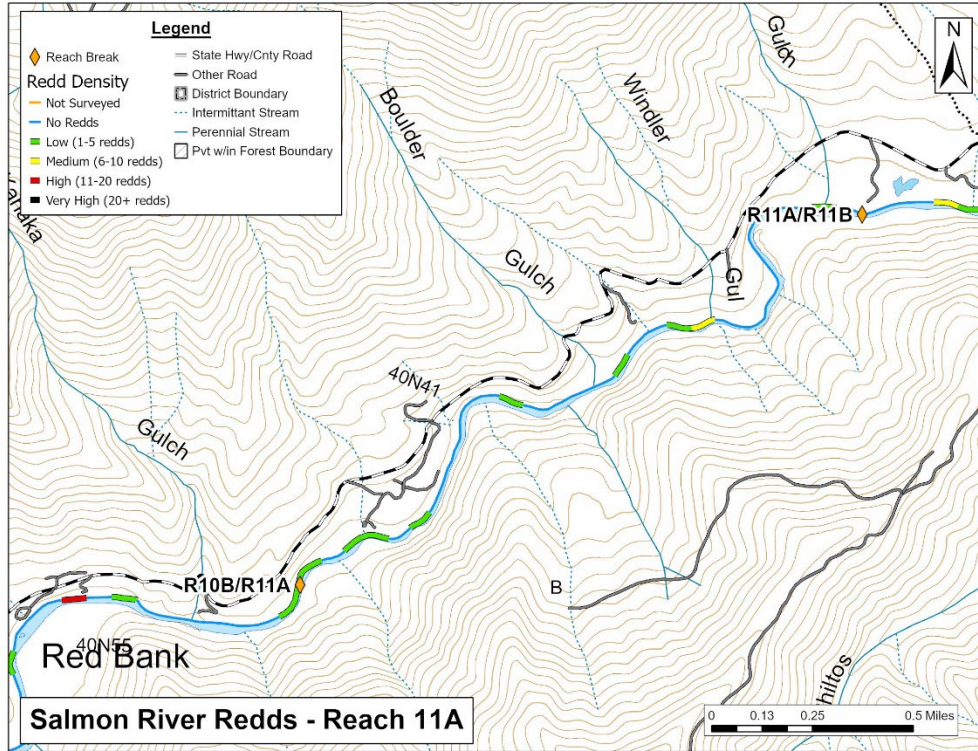 Legend
Reach Break
Redd Density
Not Surveyed
No Redds
Low (1-5 redds)
Medium (6-10 redds)
High (11-20 redds)
Very High (20+ redds)
State Hwy/Cnty Road
Other Road
District Boundary
Intermittant Stream
Perennial Stream
Pvt w/in Forest Boundary
N
Gulch
Windler
Boulder
R11A/R11B
Gulch
Gul
40N41
Gulch
R10B/R11A
B
40N55
Red Bank
Salmon River Redds - Reach 11A
0 0.13 0.25 0.5 Miles